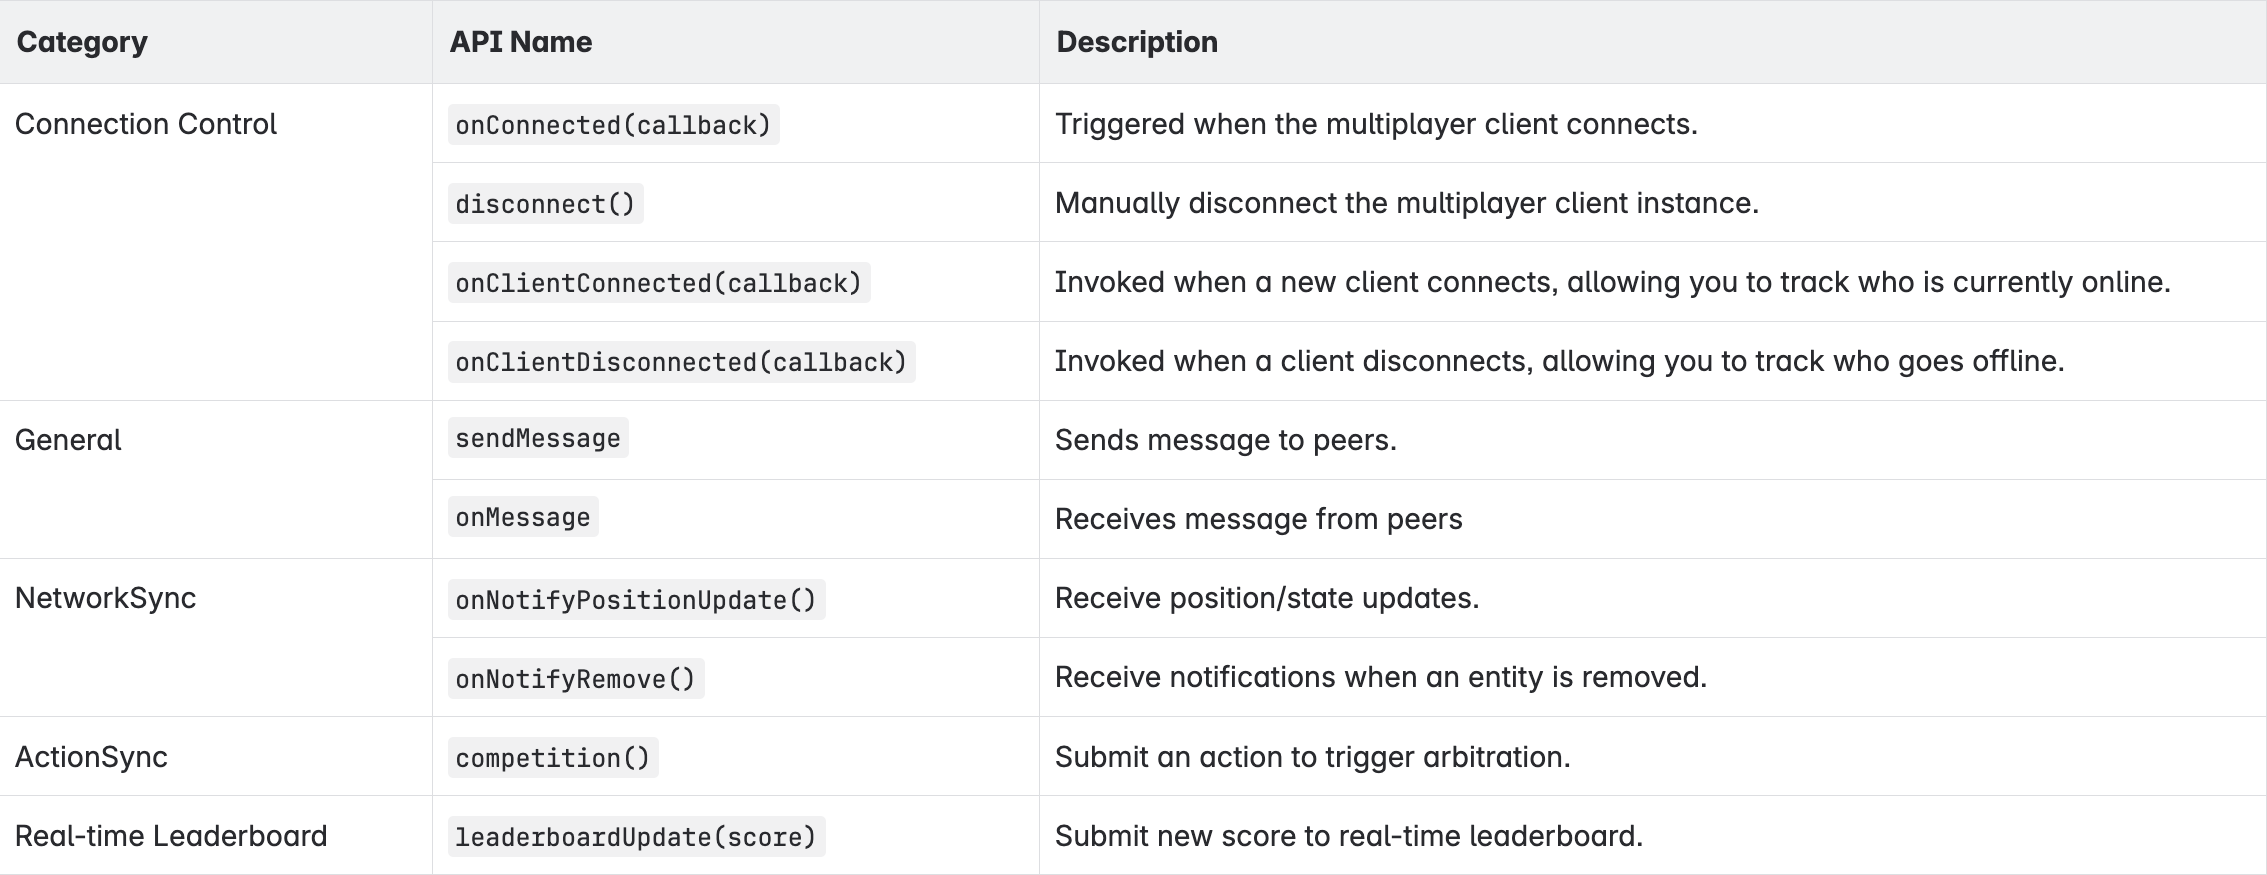 Category API Name Description
Connection Control onConnected(callback) Triggered when the multiplayer client connects.
disconnect() Manually disconnect the multiplayer client instance.
onClientConnected(callback) Invoked when a new client connects, allowing you to track who is currently online.
onClientDisconnected(callback) Invoked when a client disconnects, allowing you to track who goes offline.
General sendMessage Sends message to peers.
onMessage Receives message from peers
NetworkSync onNotifyPositionUpdate() Receive position/state updates.
onNotifyRemove() Receive notifications when an entity is removed.
ActionSync competition() Submit an action to trigger arbitration.
Real-time Leaderboard leaderboardUpdate(score) Submit new score to real-time leaderboard.